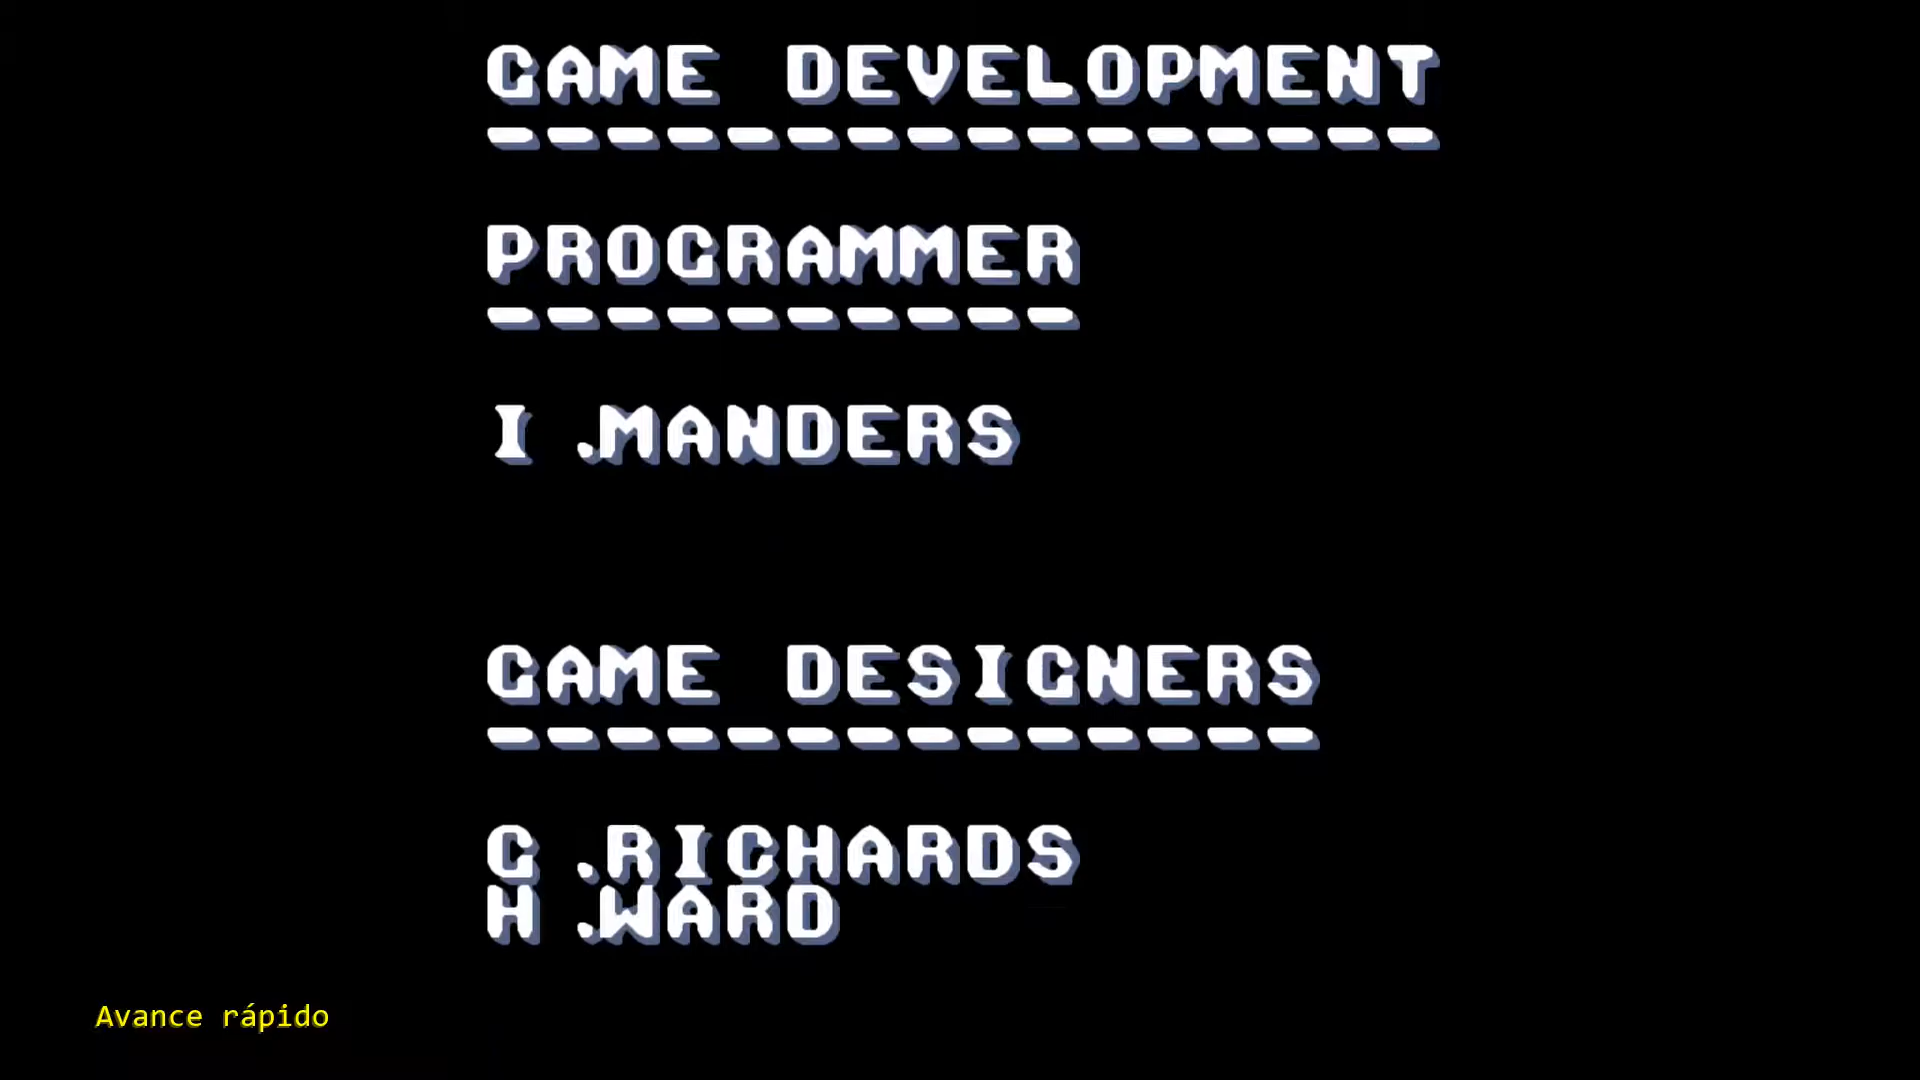 GAME DEVELOPMENT
----------------
PROGRAMMER
----------
I .MANDERS
GAME DESIGNERS
--------------
G .RICHARDS
H .WARD
Avance rápido